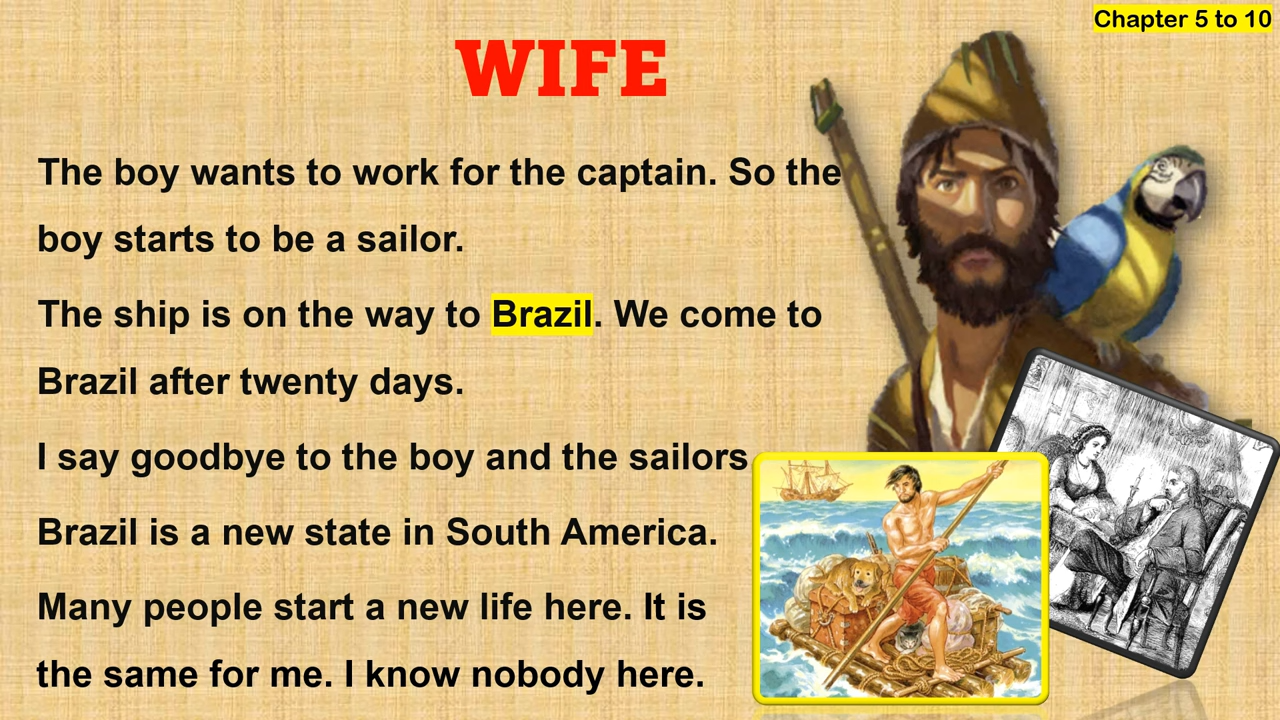 Chapter 5 to 10
WIFE
The boy wants to work for the captain. So the
boy starts to be a sailor.
The ship is on the way to Brazil. We come to
Brazil after twenty days.
I say goodbye to the boy and the sailors
Brazil is a new state in South America.
Many people start a new life here. It is
the same for me. I know nobody here.